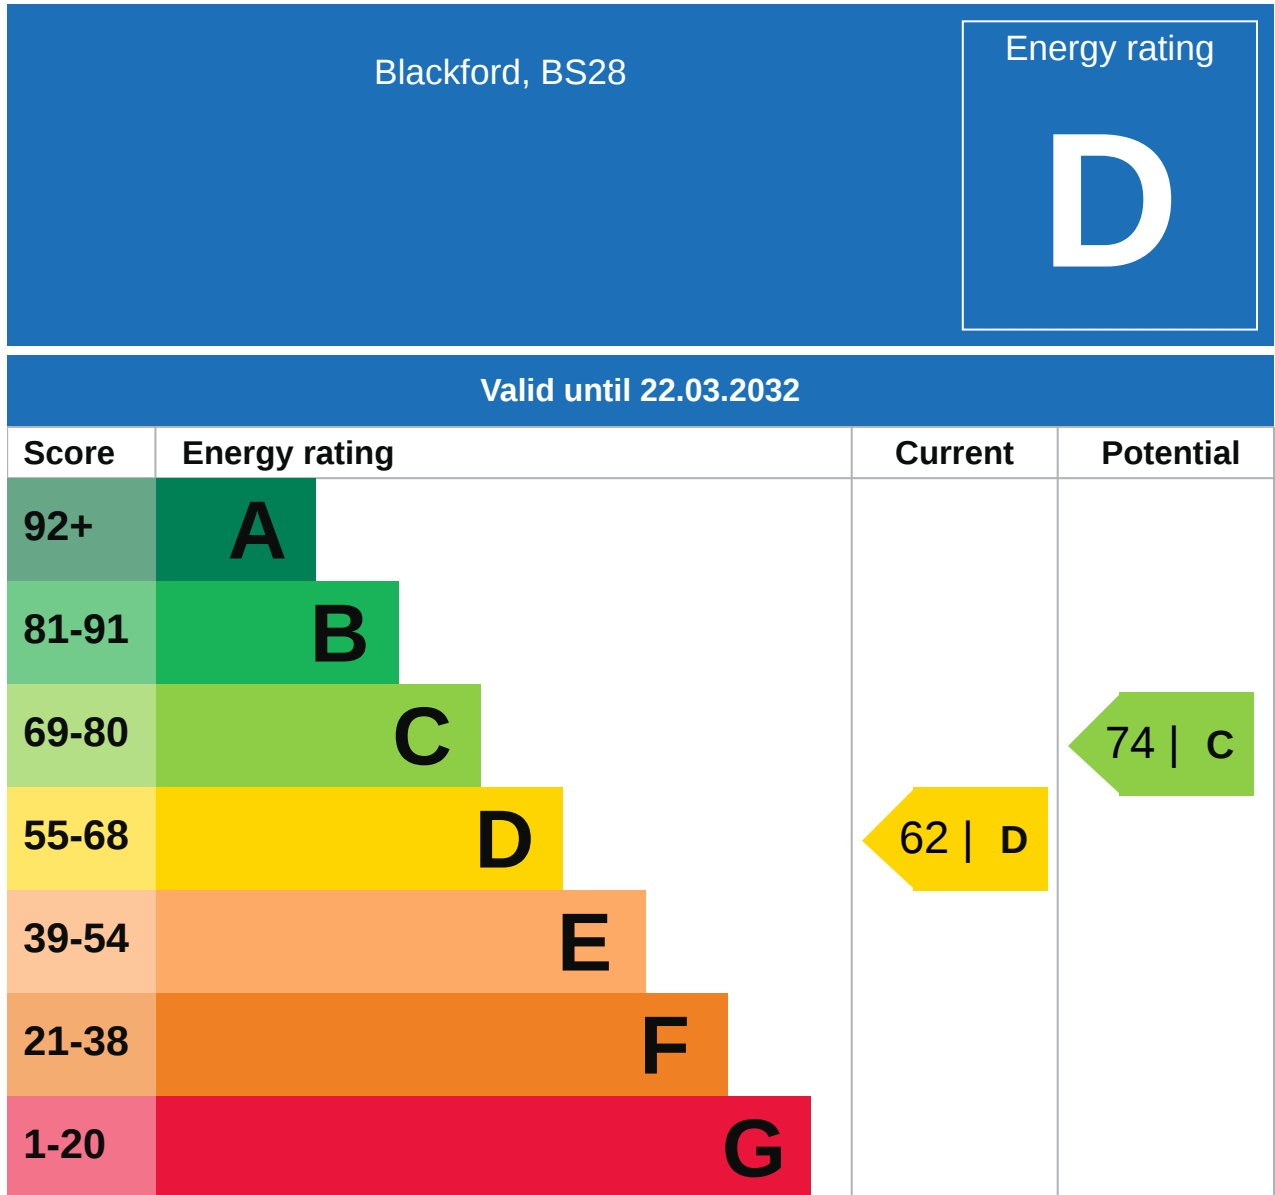 Blackford, BS28
Energy rating
D
Valid until 22.03.2032
Score Energy rating Current Potential
92+ A
81-91 B
69-80 C 74 | C
55-68 D 62 | D
39-54 E
21-38 F
1-20 G